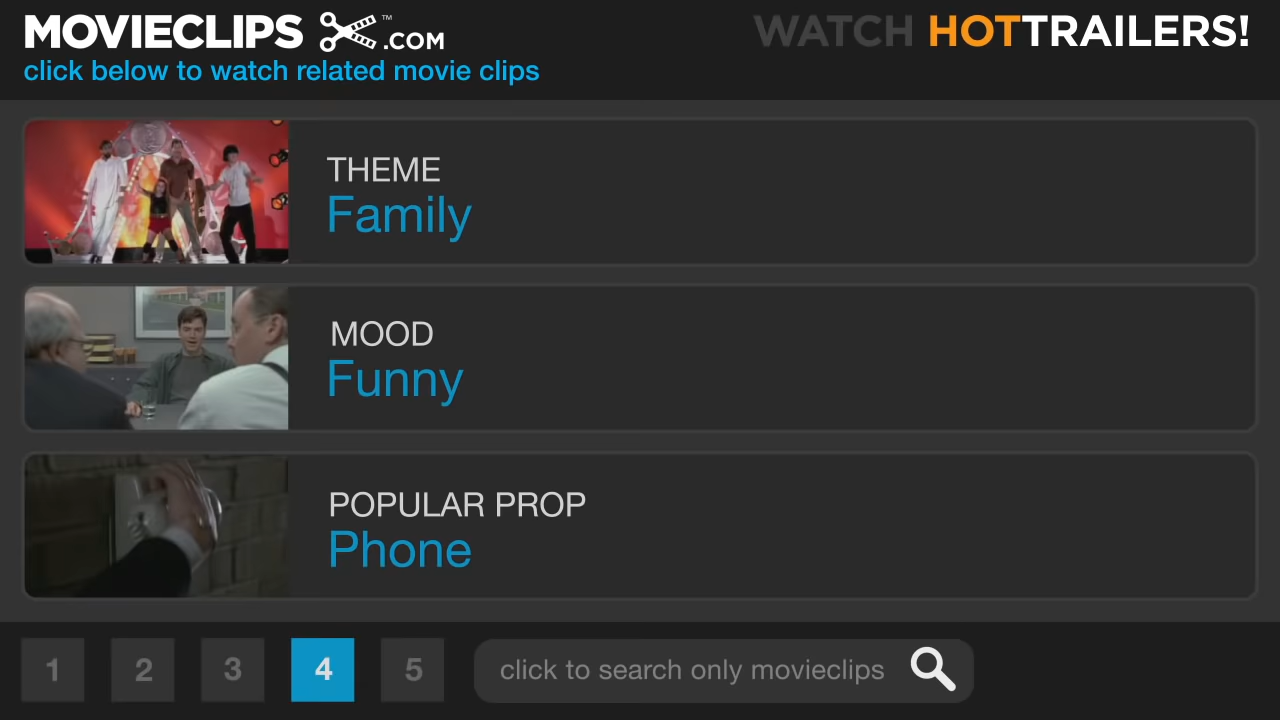 MOVIECLIPS ™ .COM
WATCH HOTTRAILERS!
click below to watch related movie clips
THEME
Family
MOOD
Funny
POPULAR PROP
Phone
1 2 3 4 5
click to search only movieclips